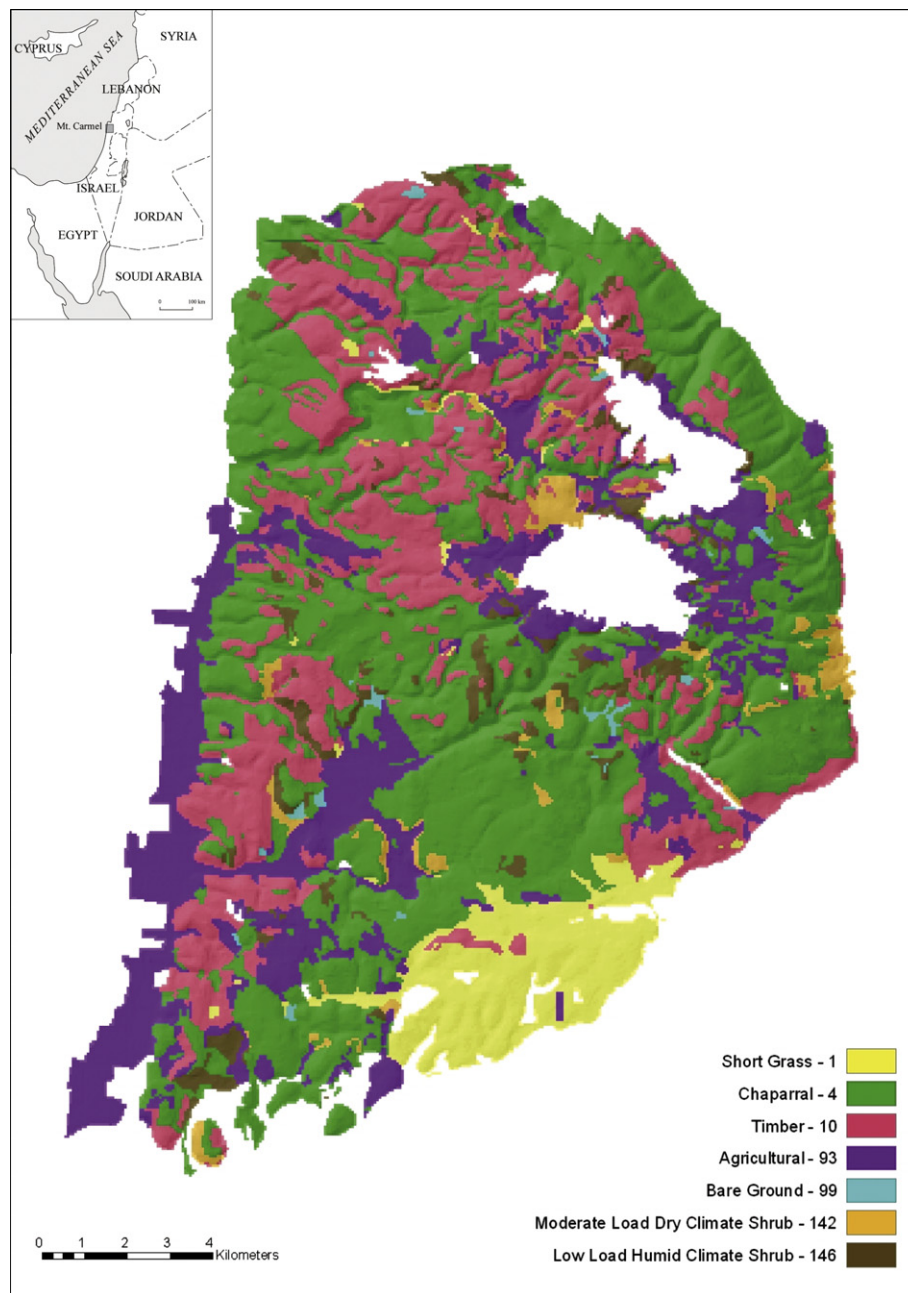 SYRIA
CYPRUS
MEDITERRANEAN SEA
LEBANON
Mt. Carmel
ISRAEL
JORDAN
EGYPT
SOUDI ARABIA
0 100 km
Short Grass - 1
Chaparral - 4
Timber - 10
Agricultural - 93
Bare Ground - 99
Moderate Load Dry Climate Shrub - 142
Low Load Humid Climate Shrub - 146
0 1 2 3 4
Kilometers